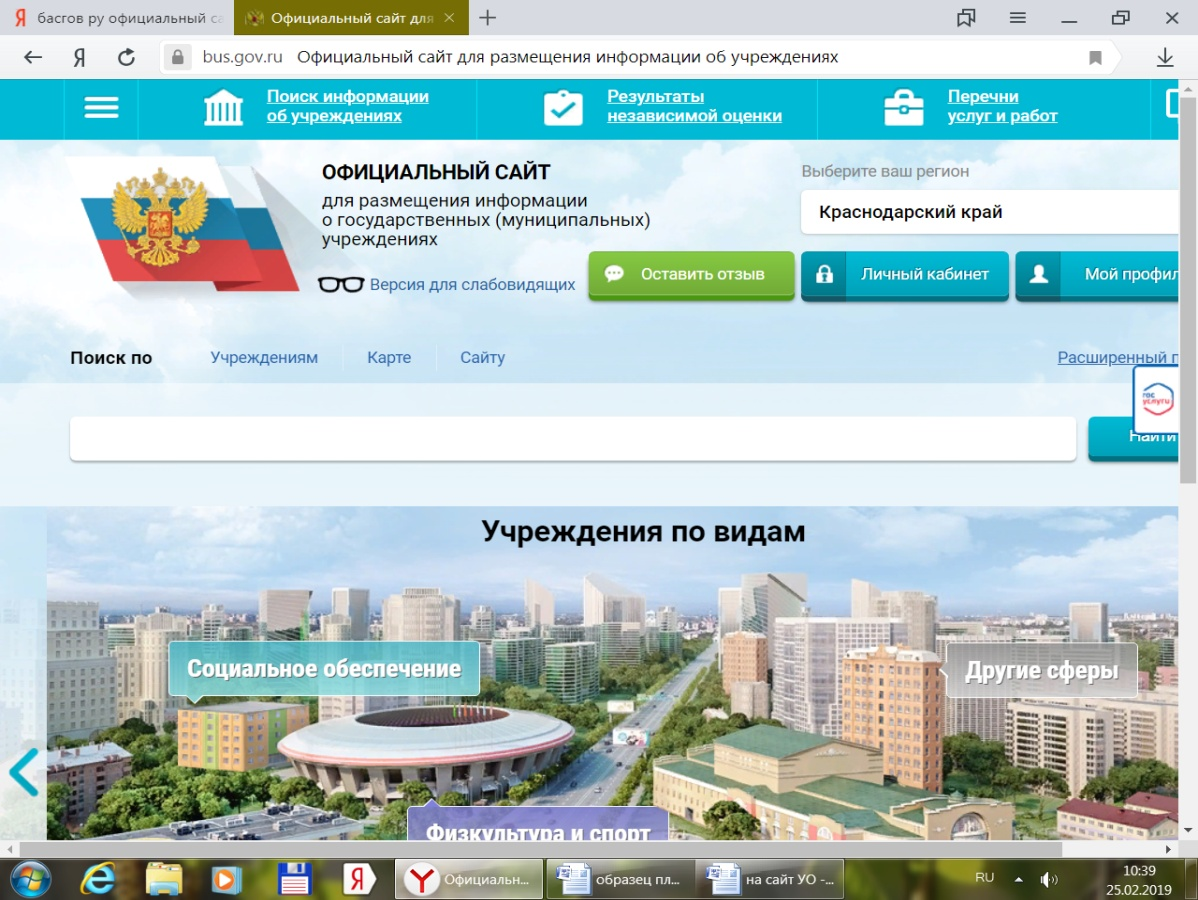 басгов ру официальный са
Официальный сайт для
bus.gov.ru Официальный сайт для размещения информации об учреждениях
Поиск информации
об учреждениях
Результаты
независимой оценки
Перечни
услуг и работ
ОФИЦИАЛЬНЫЙ САЙТ
для размещения информации
о государственных (муниципальных)
учреждениях
Версия для слабовидящих
Выберите ваш регион
Краснодарский край
Оставить отзыв
Личный кабинет
Мой профил
Поиск по
Учреждениям
Карте
Сайту
Расширенный п
гос
услуги
Найти
Учреждения по видам
Социальное обеспечение
Другие сферы
Физкультура и спорт
Официальн...
образец пл...
на сайт УО -...
RU
10:39
25.02.2019